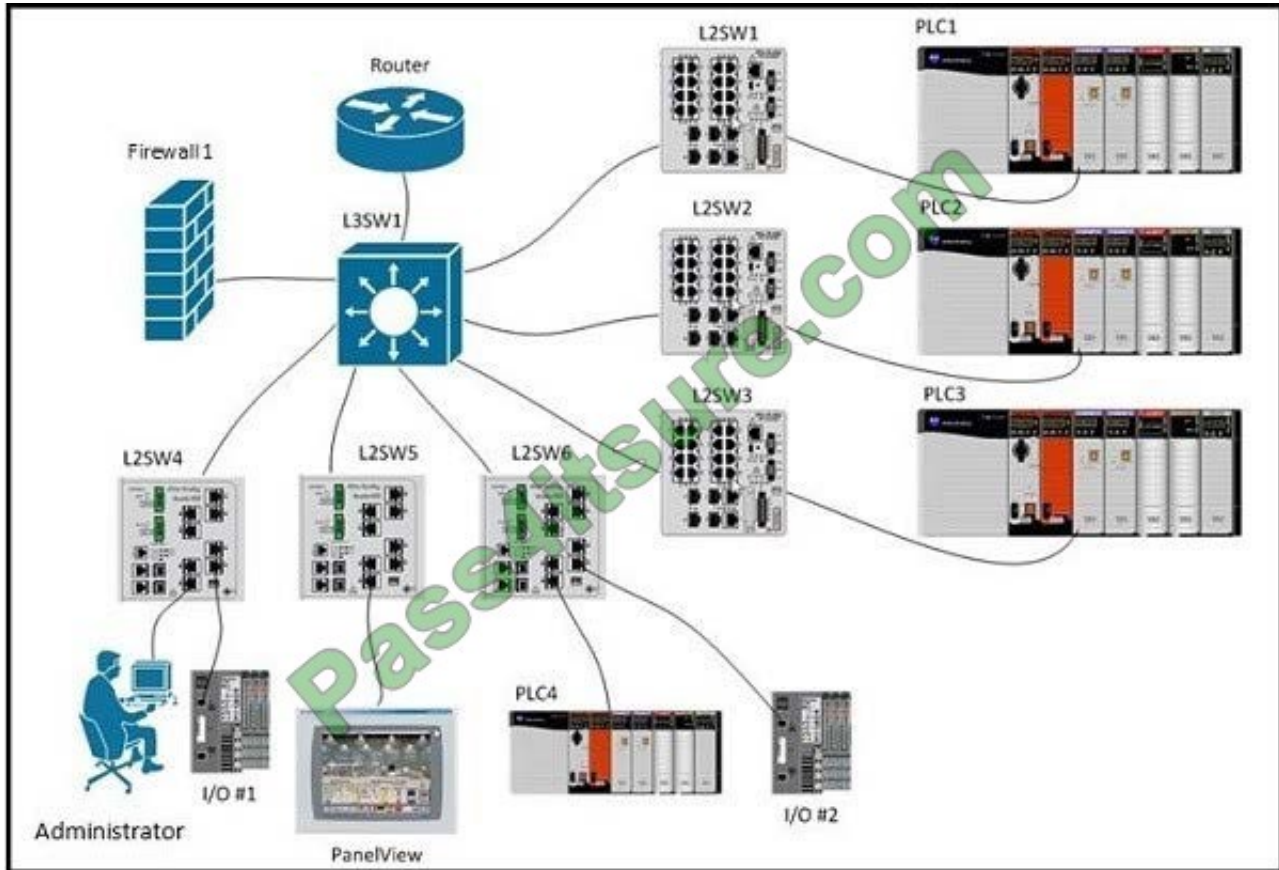 L2SW1
PLC1
Router
Firewall 1
L3SW1
L2SW2
PLC2
L2SW3
PLC3
L2SW4
L2SW5
L2SW6
PLC4
I/O #1
I/O #2
Administrator
PanelView
Pass4itsure.com